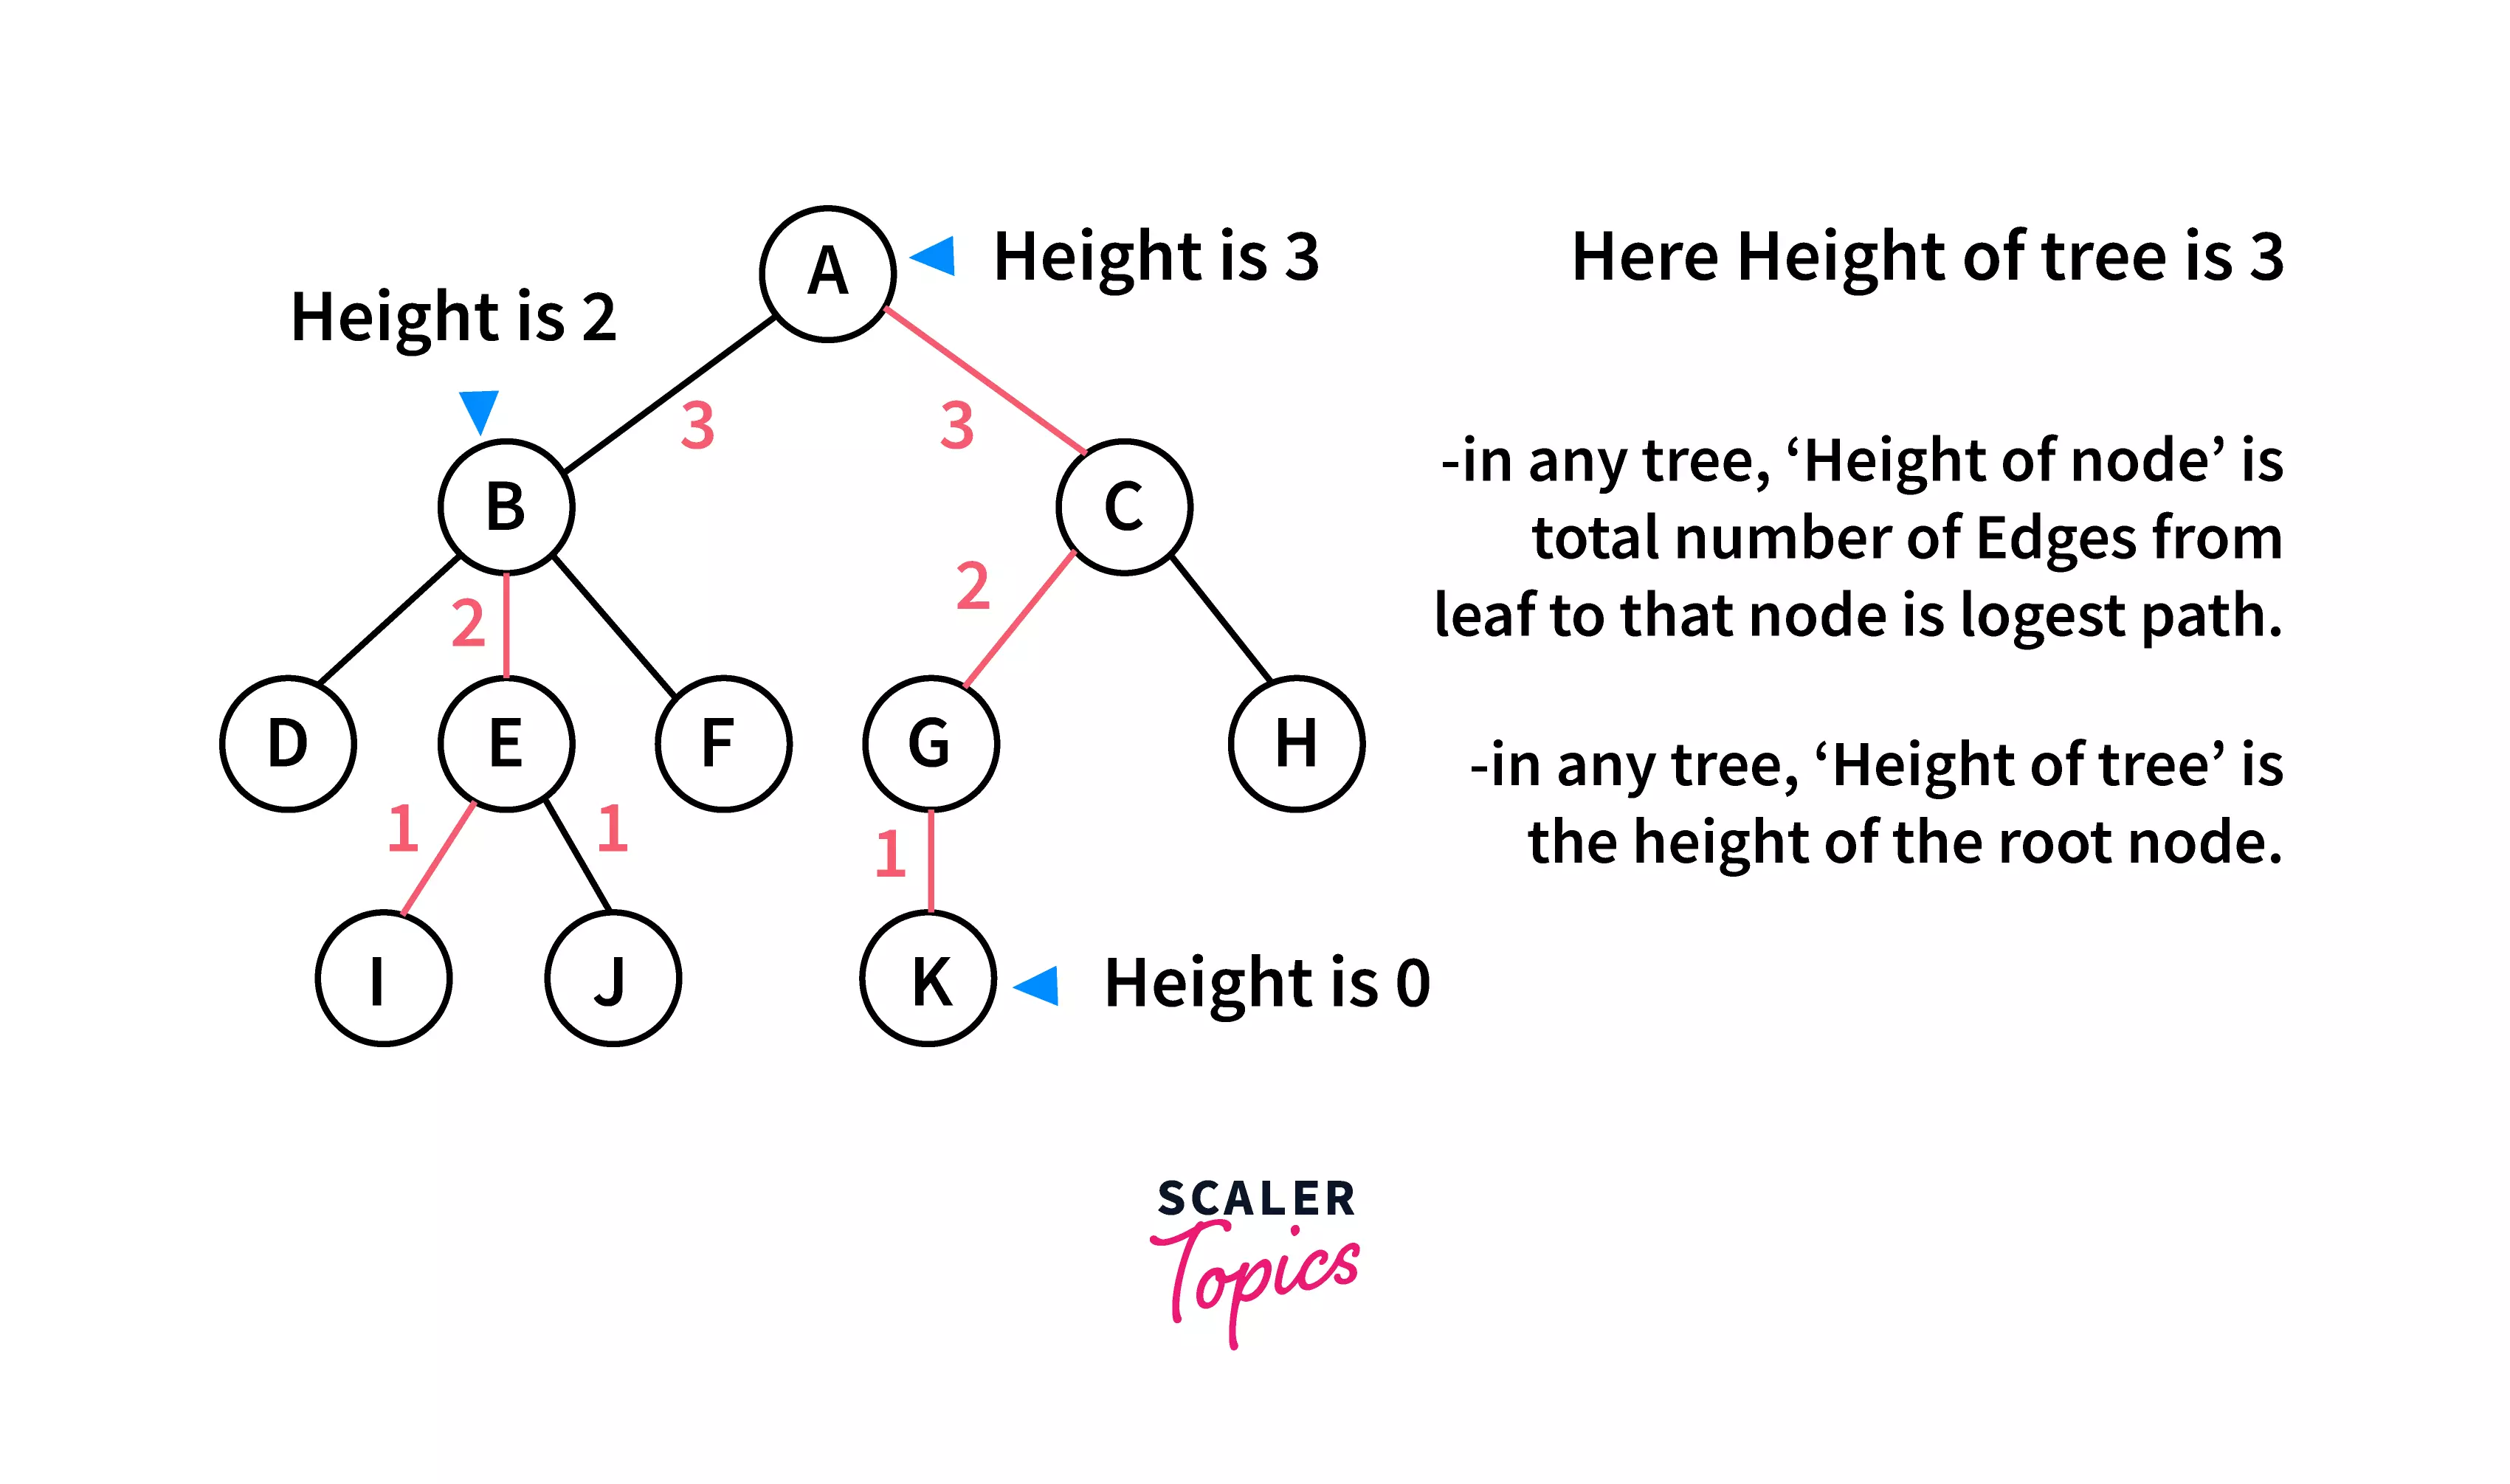 A
Height is 3
Here Height of tree is 3
Height is 2
3
3
-in any tree, ‘Height of node’ is
total number of Edges from
leaf to that node is logest path.
B
C
2
2
D
E
F
G
H
-in any tree, ‘Height of tree’ is
the height of the root node.
1
1
1
I
J
K
Height is 0
SCALER
Topics